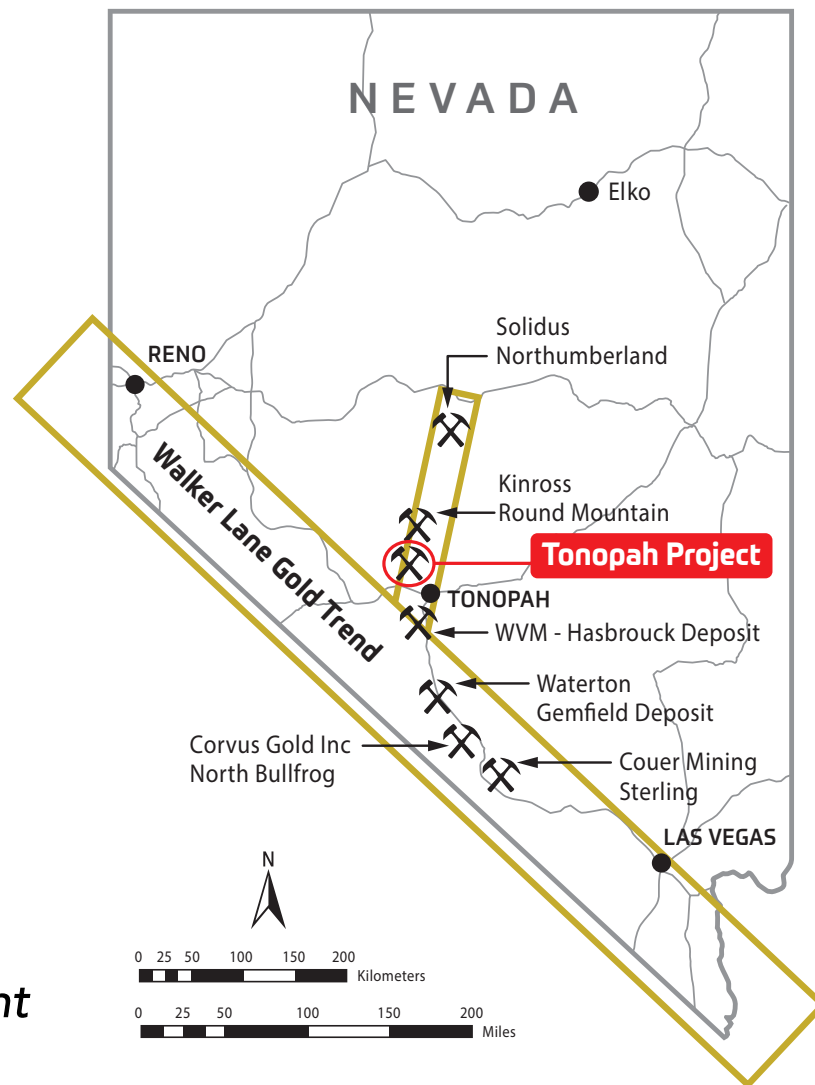 NEVADA
Elko
Solidus
Northumberland
RENO
Walker Lane Gold Trend
Kinross
Round Mountain
Tonopah Project
TONOPAH
WVM - Hasbrouck Deposit
Waterton
Gemfield Deposit
Corvus Gold Inc
North Bullfrog
Couer Mining
Sterling
LAS VEGAS
N
0 25 50 100 150 200
Kilometers
0 25 50 100 150 200
Miles
nt